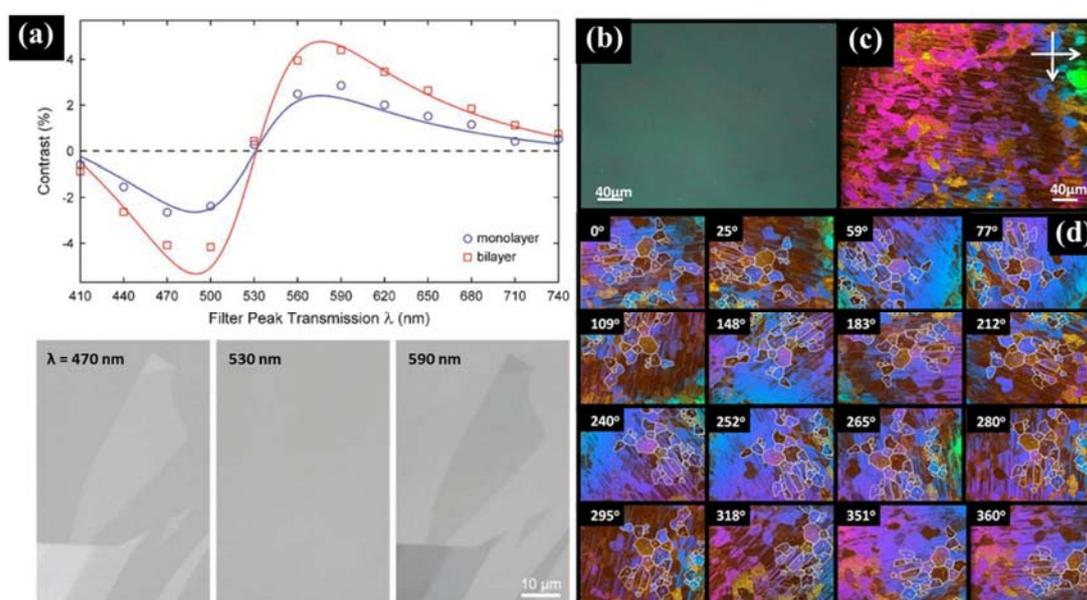 (a)
Contrast (%)
4
2
0
-2
-4
monolayer
bilayer
410 440 470 500 530 560 590 620 650 680 710 740
Filter Peak Transmission λ (nm)
λ = 470 nm 530 nm 590 nm
10 μm
(b) (c)
40μm 40μm
(d)
0° 25° 59° 77°
109° 148° 183° 212°
240° 252° 265° 280°
295° 318° 351° 360°